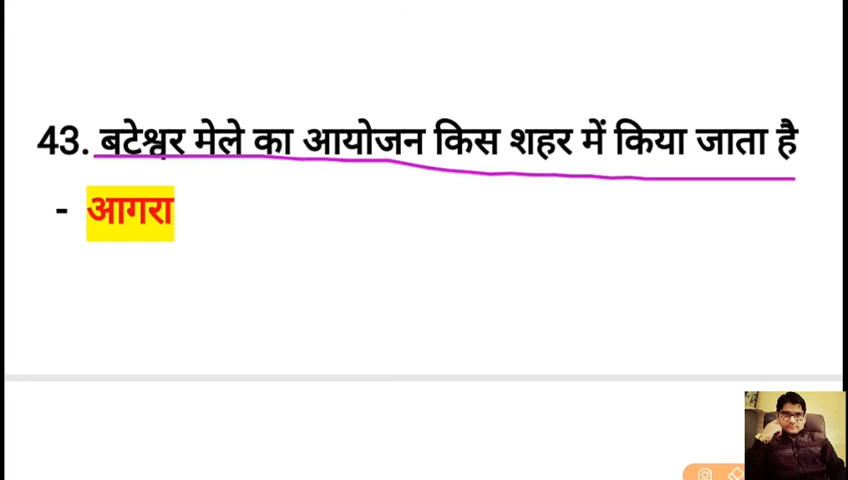 43. बटेश्वर मेले का आयोजन किस शहर में किया जाता है
- आगरा